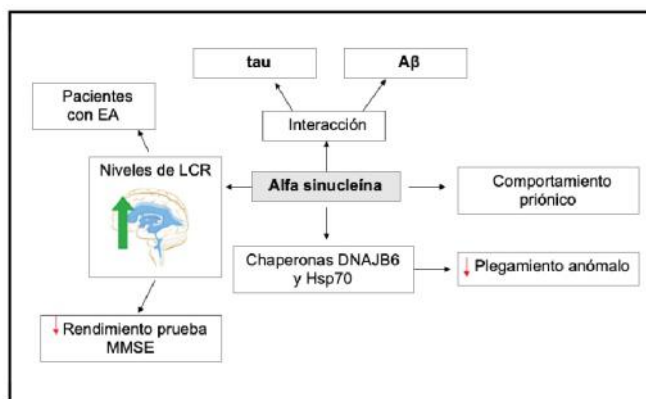 tau
Aβ
Pacientes
con EA
Interacción
Niveles de LCR
Alfa sinucleína
Comportamiento
priónico
Chaperonas DNAJB6
y Hsp70
Plegamiento anómalo
Rendimiento prueba
MMSE